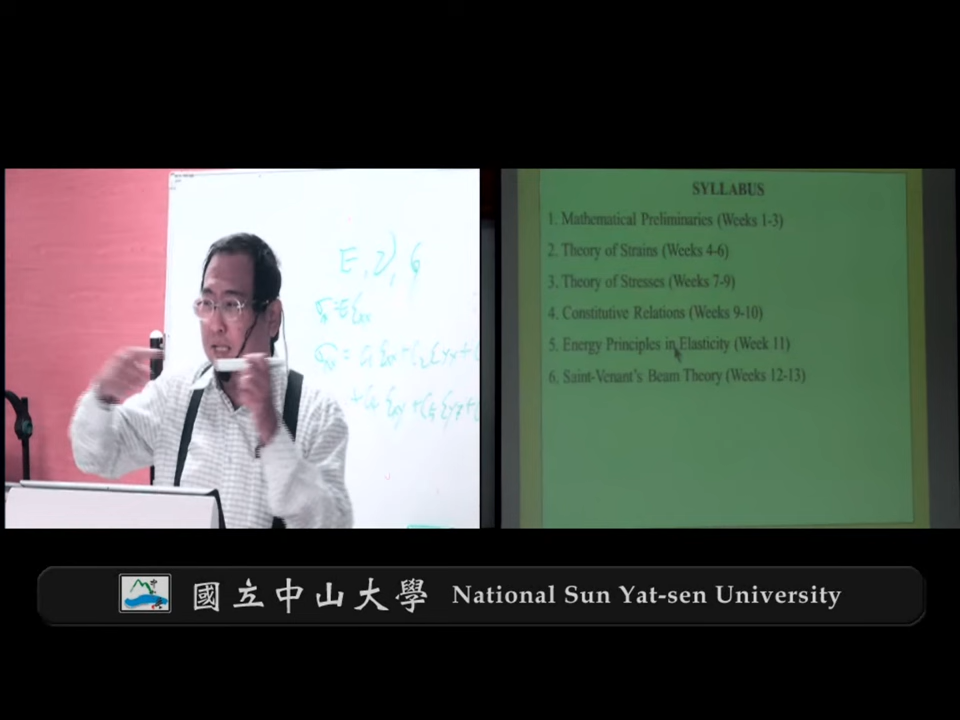 E, ν, G
SYLLABUS
1. Mathematical Preliminaries (Weeks 1-3)
2. Theory of Strains (Weeks 4-6)
3. Theory of Stresses (Weeks 7-9)
4. Constitutive Relations (Weeks 9-10)
5. Energy Principles in Elasticity (Week 11)
6. Saint-Venant's Beam Theory (Weeks 12-13)
國立中山大學 National Sun Yat-sen University